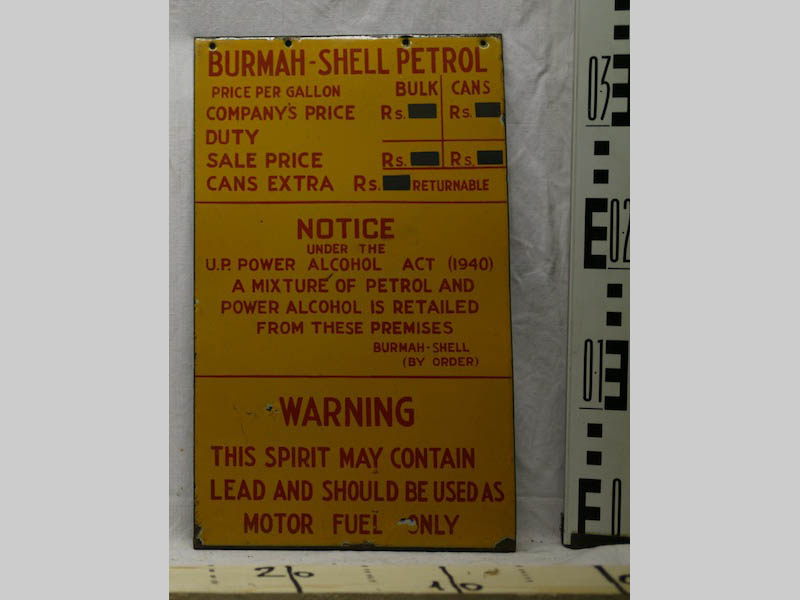 BURMAH-SHELL PETROL
PRICE PER GALLON BULK CANS
COMPANY'S PRICE Rs. Rs.
DUTY
SALE PRICE Rs. Rs.
CANS EXTRA Rs. RETURNABLE
NOTICE
UNDER THE
U.P. POWER ALCOHOL ACT (1940)
A MIXTURE OF PETROL AND
POWER ALCOHOL IS RETAILED
FROM THESE PREMISES
BURMAH-SHELL
(BY ORDER)
WARNING
THIS SPIRIT MAY CONTAIN
LEAD AND SHOULD BE USED AS
MOTOR FUEL ONLY
03
02
01
0
20
10